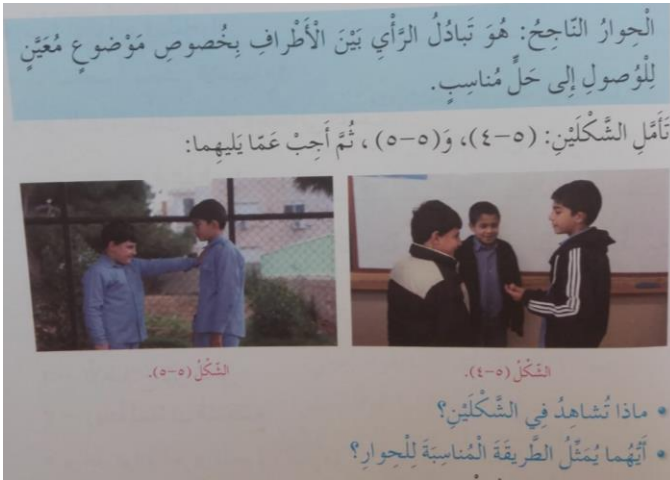 الْحِوارُ النّاجِحُ: هُوَ تَبادُلُ الرَّأْيِ بَيْنَ الْأَطْرافِ بِخُصوصِ مَوْضوعٍ مُعَيَّنٍ
لِلْوُصولِ إِلى حَلٍّ مُناسِبٍ.
تَأَمَّلِ الشَّكْلَيْنِ: (٥-٤)، وَ(٥-٥)، ثُمَّ أَجِبْ عَمّا يَليهِما:
الشَّكْلُ (٥-٤).
الشَّكْلُ (٥-٥).
• ماذا تُشاهِدُ فِي الشَّكْلَيْنِ؟
• أَيُّهُما يُمَثِّلُ الطَّريقَةَ الْمُناسِبَةَ لِلْحِوارِ؟